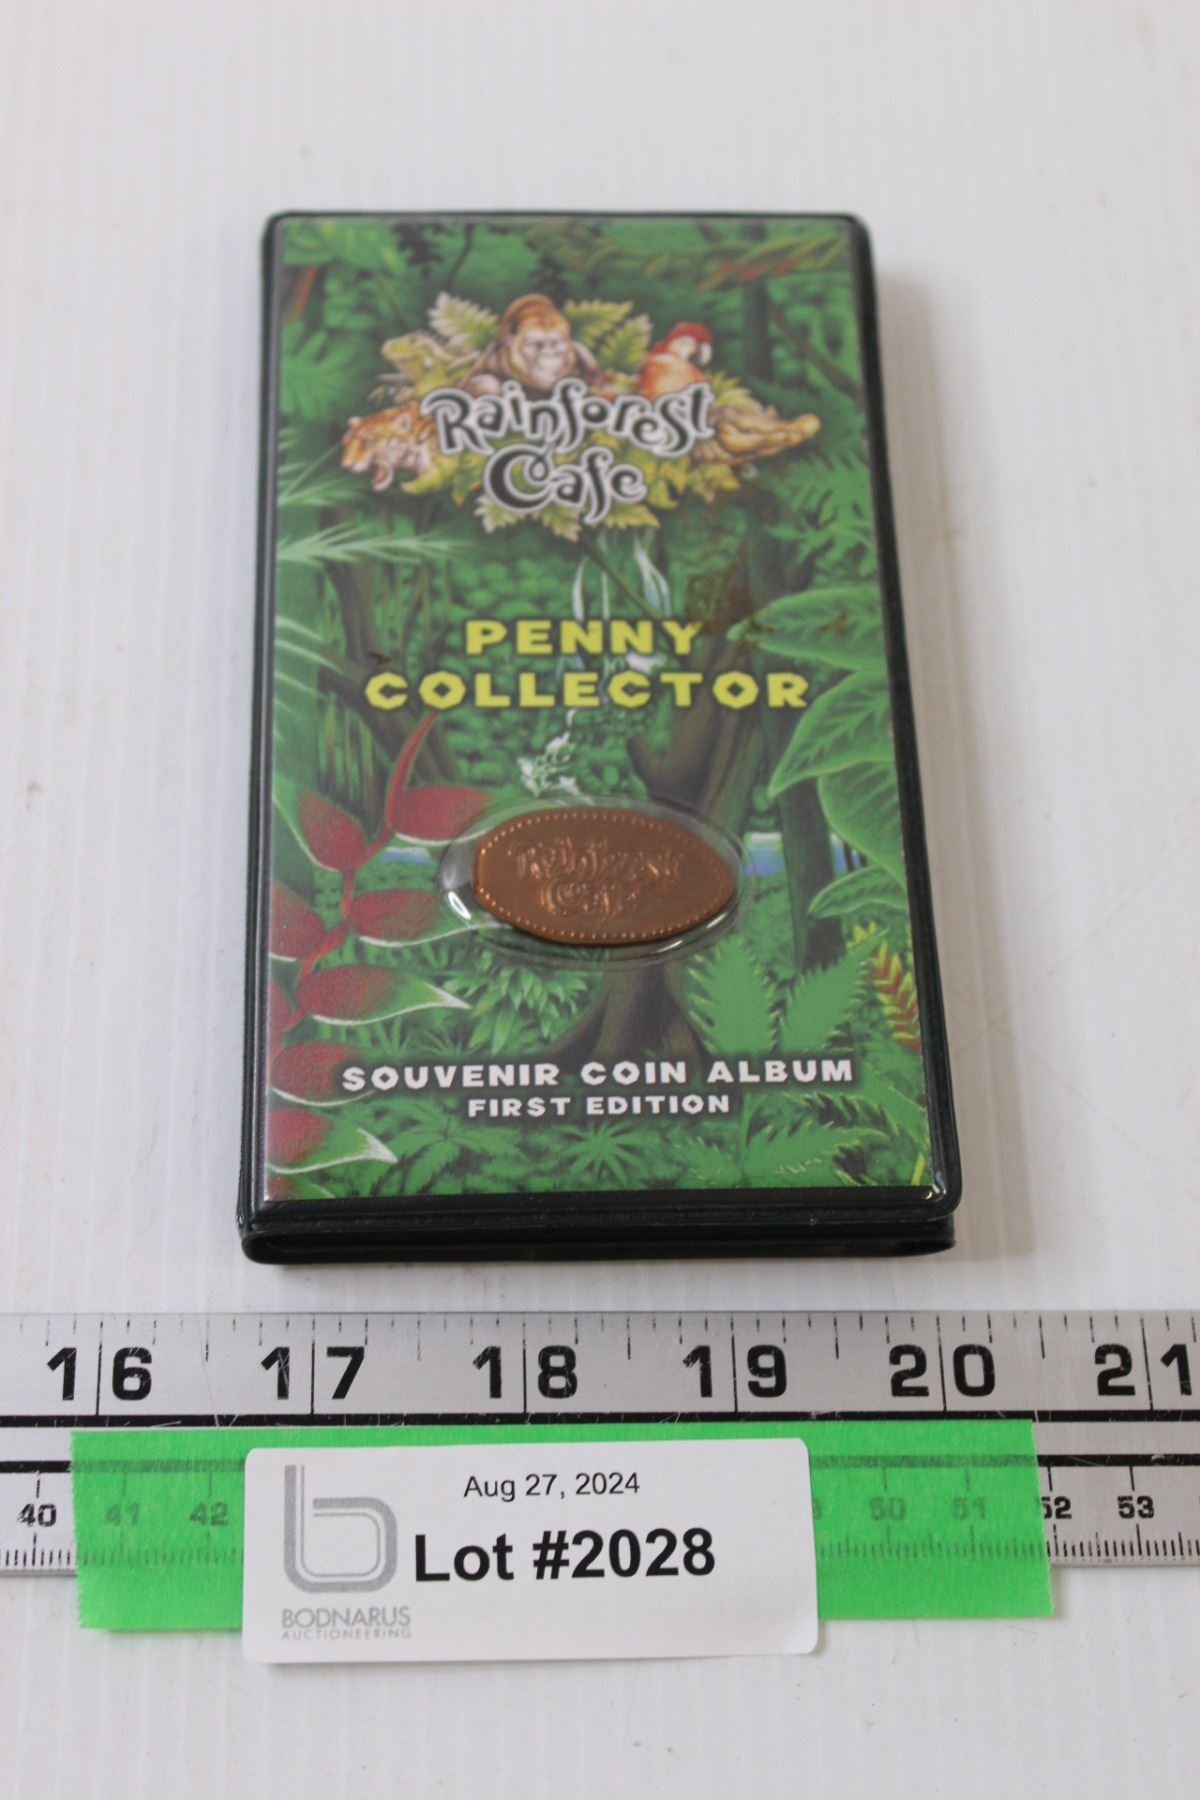 Rainforest
Cafe
PENNY
COLLECTOR
Rainforest
Cafe
SOUVENIR COIN ALBUM
FIRST EDITION
16 17 18 19 20 21
40 41 42 50 51 52 53
Aug 27, 2024
Lot #2028
BODNARUS
AUCTIONEERING